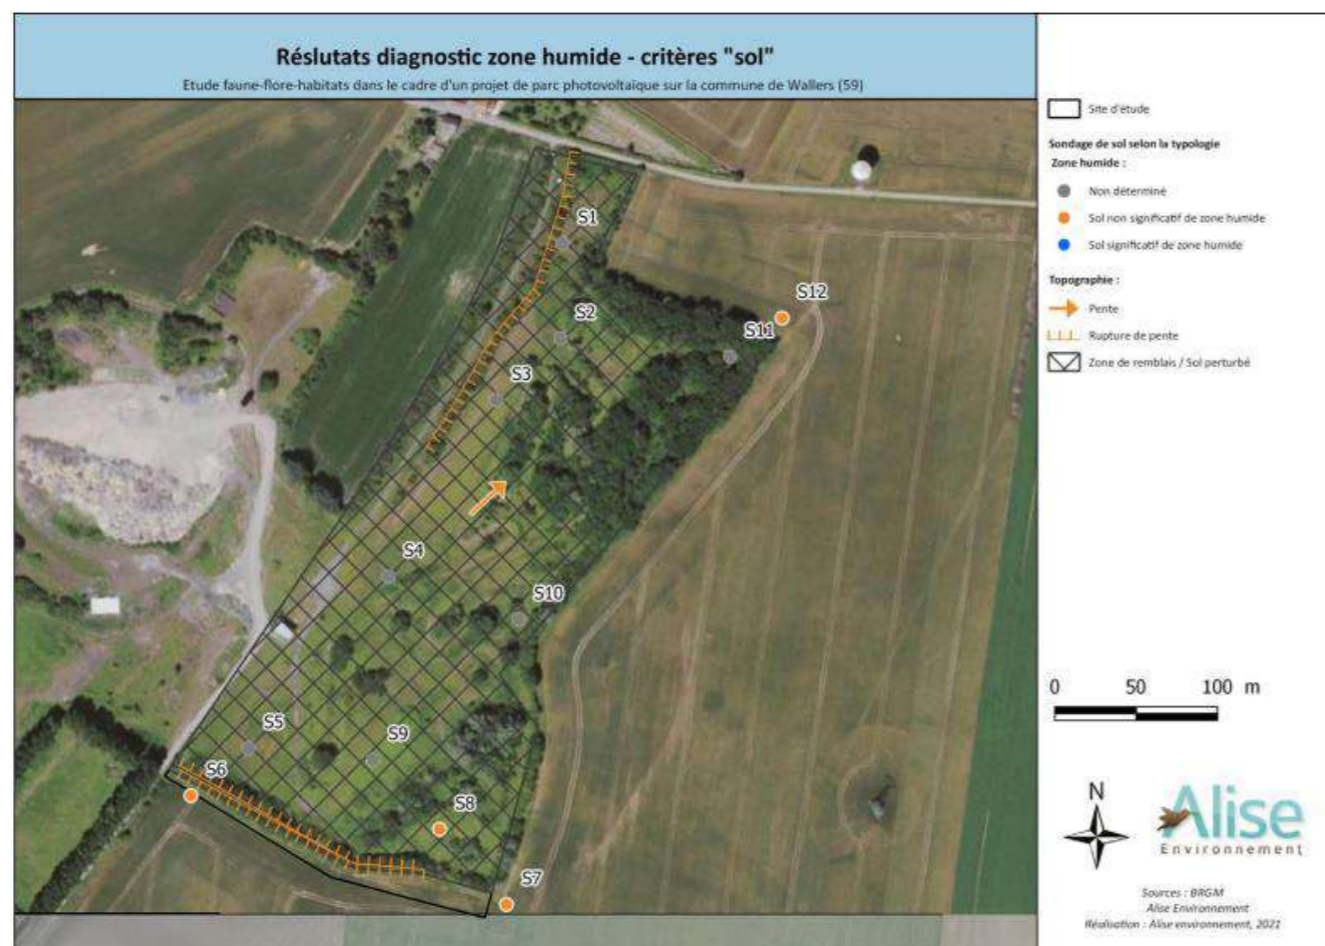 Réslutats diagnostic zone humide - critères "sol"
Etude faune-flore-habitats dans le cadre d'un projet de parc photovoltaïque sur la commune de Wallers (59)
Site d'étude
Sondage de sol selon la typologie
Zone humide :
Non déterminé
Sol non significatif de zone humide
Sol significatif de zone humide
Topographie :
Pente
Rupture de pente
Zone de remblais / Sol perturbé
S1
S12
S2
S11
S3
S4
S10
S5
S9
S6
S8
S7
0 50 100 m
N
Alise
Environnement
Sources : BRGM
Alise Environnement
Réalisation : Alise environnement, 2021